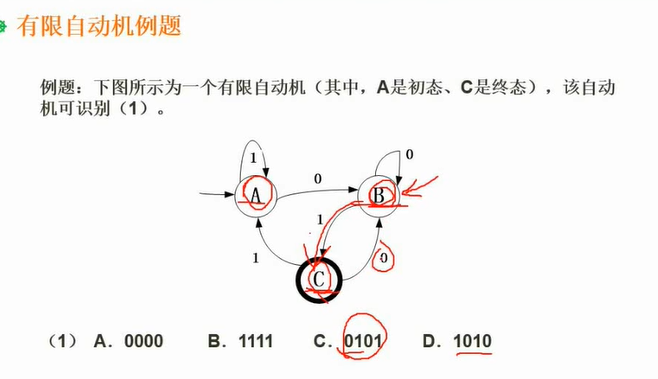 有限自动机例题
例题：下图所示为一个有限自动机（其中，A是初态、C是终态），该自动
机可识别（1）。
1
0
0
A
B
1
1
0
C
（1） A．0000 B．1111 C．0101 D．1010